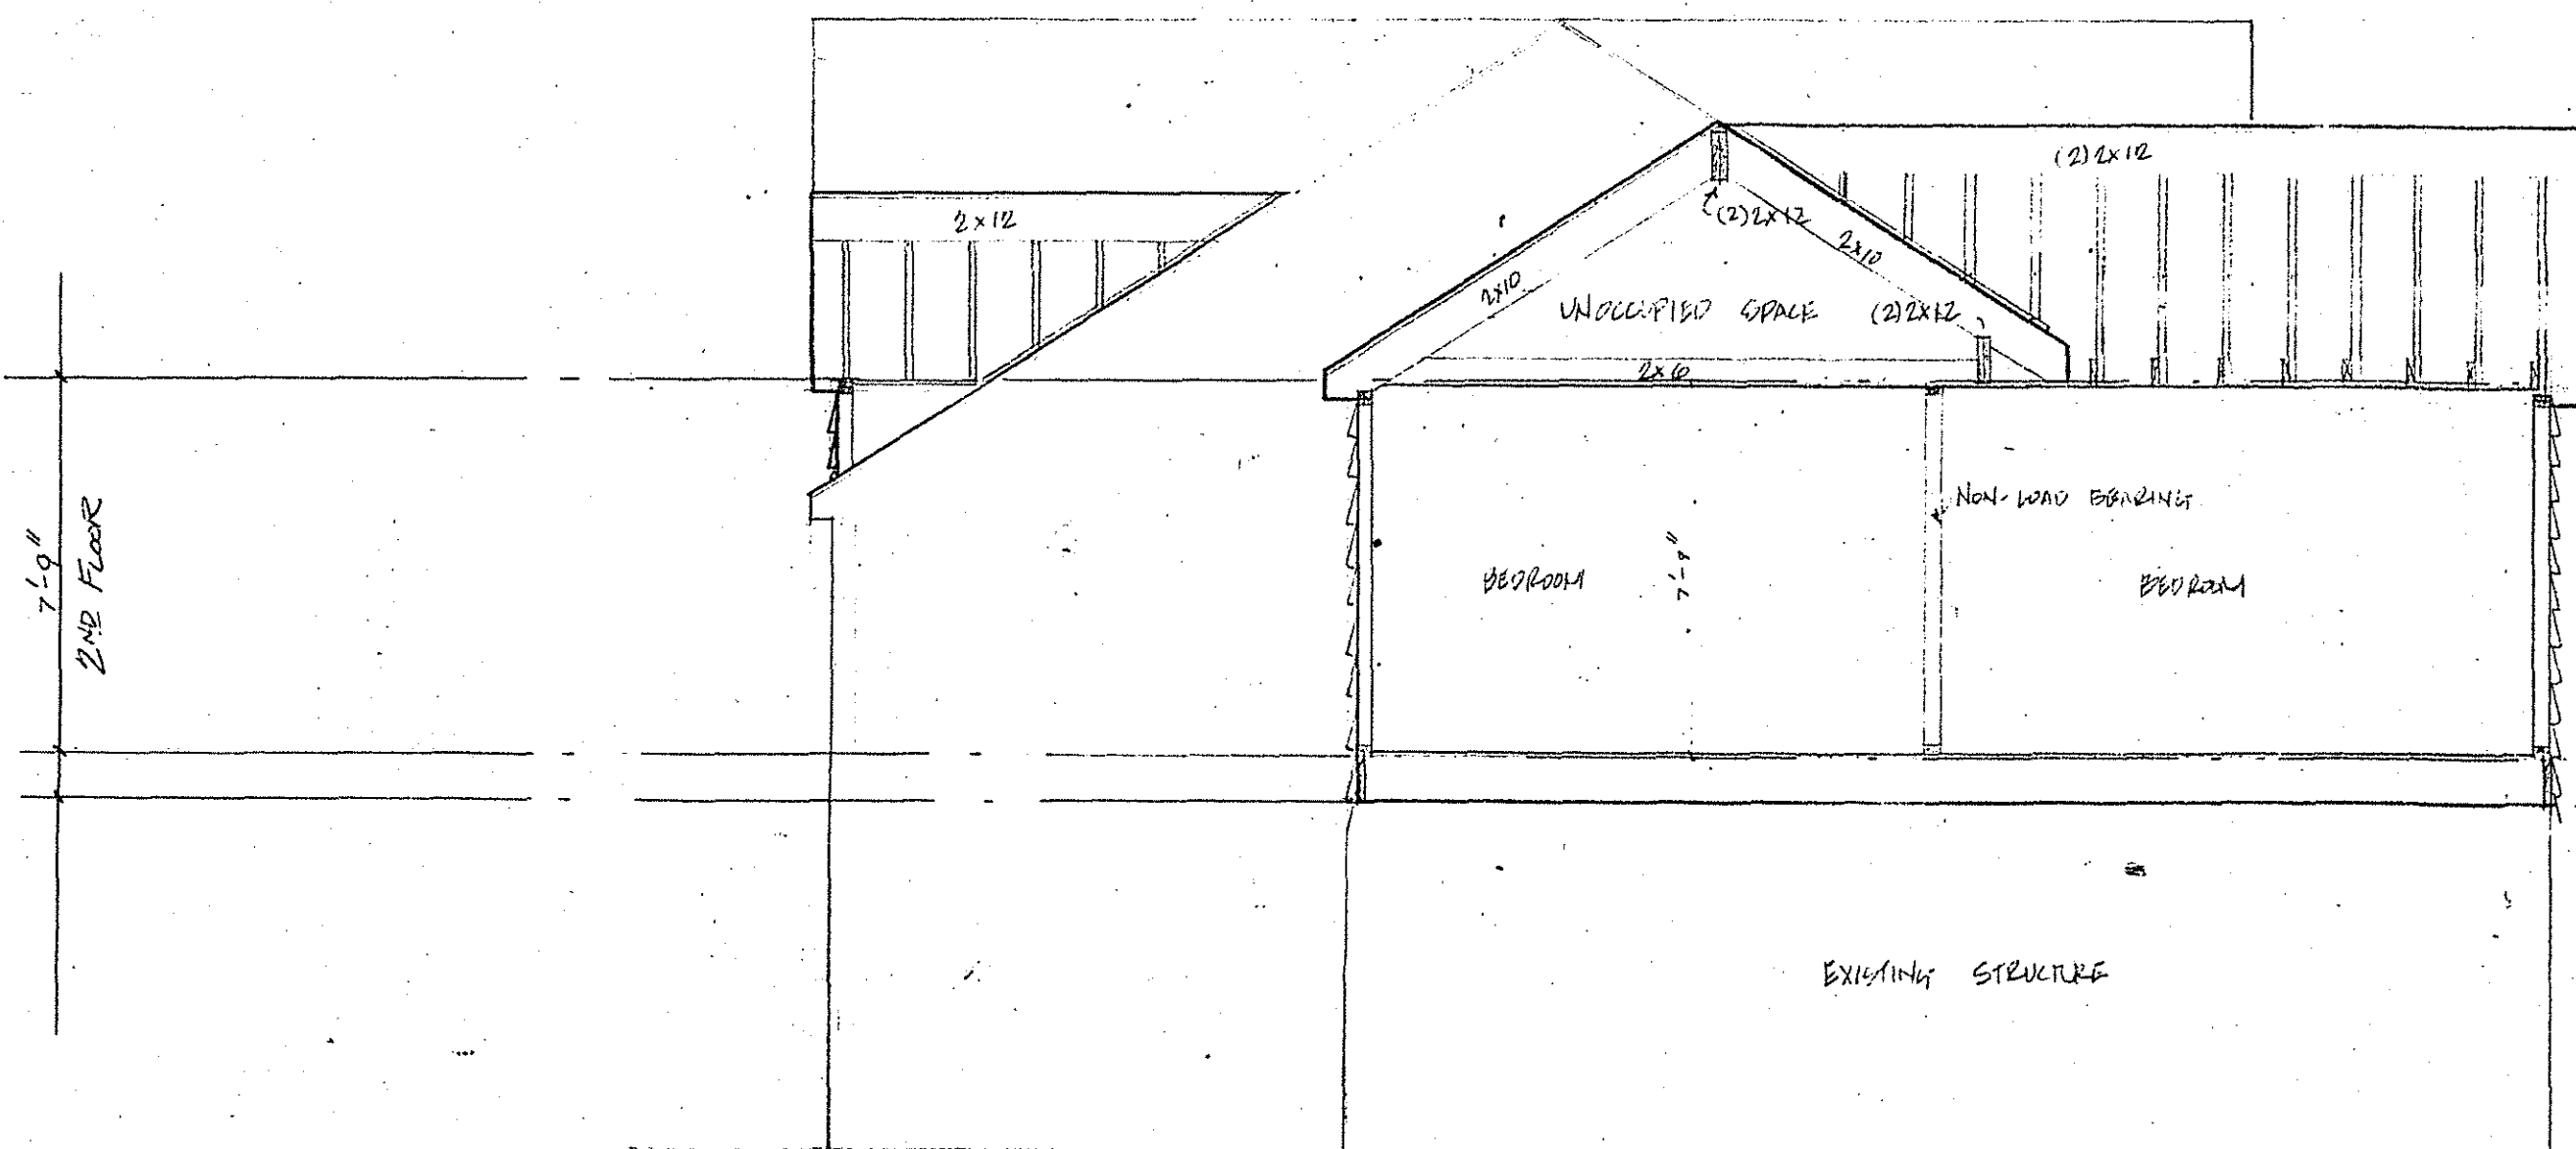 (2) 2x12
2x12
(2) 2x12
2x10
2x10
UNOCCUPIED SPACE
(2) 2x12
2x6
NON-LOAD BEARING
7'-9"
2ND FLOOR
BEDROOM
7'-9"
BEDROOM
EXISTING STRUCTURE